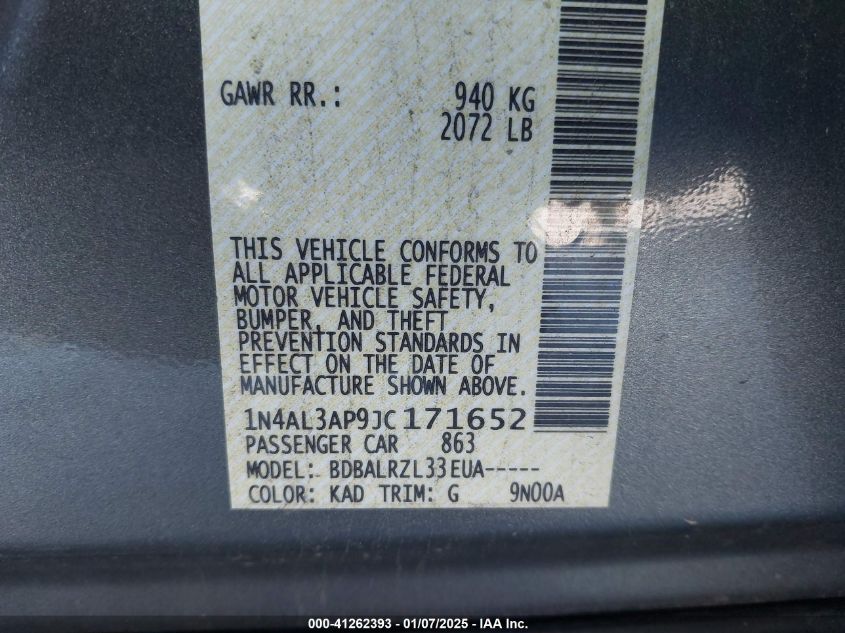 GAWR RR.: 940 KG
2072 LB
THIS VEHICLE CONFORMS TO
ALL APPLICABLE FEDERAL
MOTOR VEHICLE SAFETY,
BUMPER, AND THEFT
PREVENTION STANDARDS IN
EFFECT ON THE DATE OF
MANUFACTURE SHOWN ABOVE.
1N4AL3AP9JC171652
PASSENGER CAR 863
MODEL: BDBALRZL33EUA-----
COLOR: KAD TRIM: G 9N00A
000-41262393 - 01/07/2025 - IAA Inc.